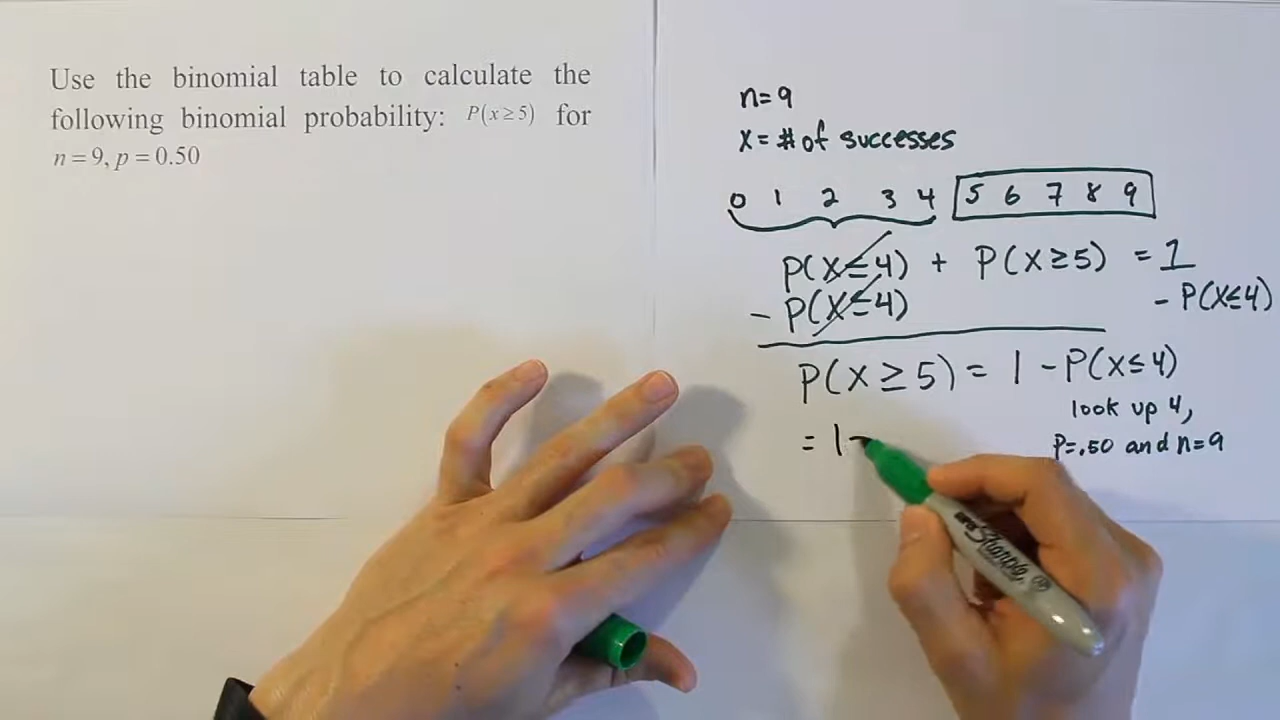 Use the binomial table to calculate the
following binomial probability: P(x≥5) for
n=9, p=0.50
n=9
x=# of successes
0 1 2 3 4 5 6 7 8 9
P(x≤4) + P(x≥5) =1
-P(x≤4) -P(x≤4)
P(x≥5)= 1 -P(x≤4)
look up 4,
P=.50 and n=9
=1-
Sharpie